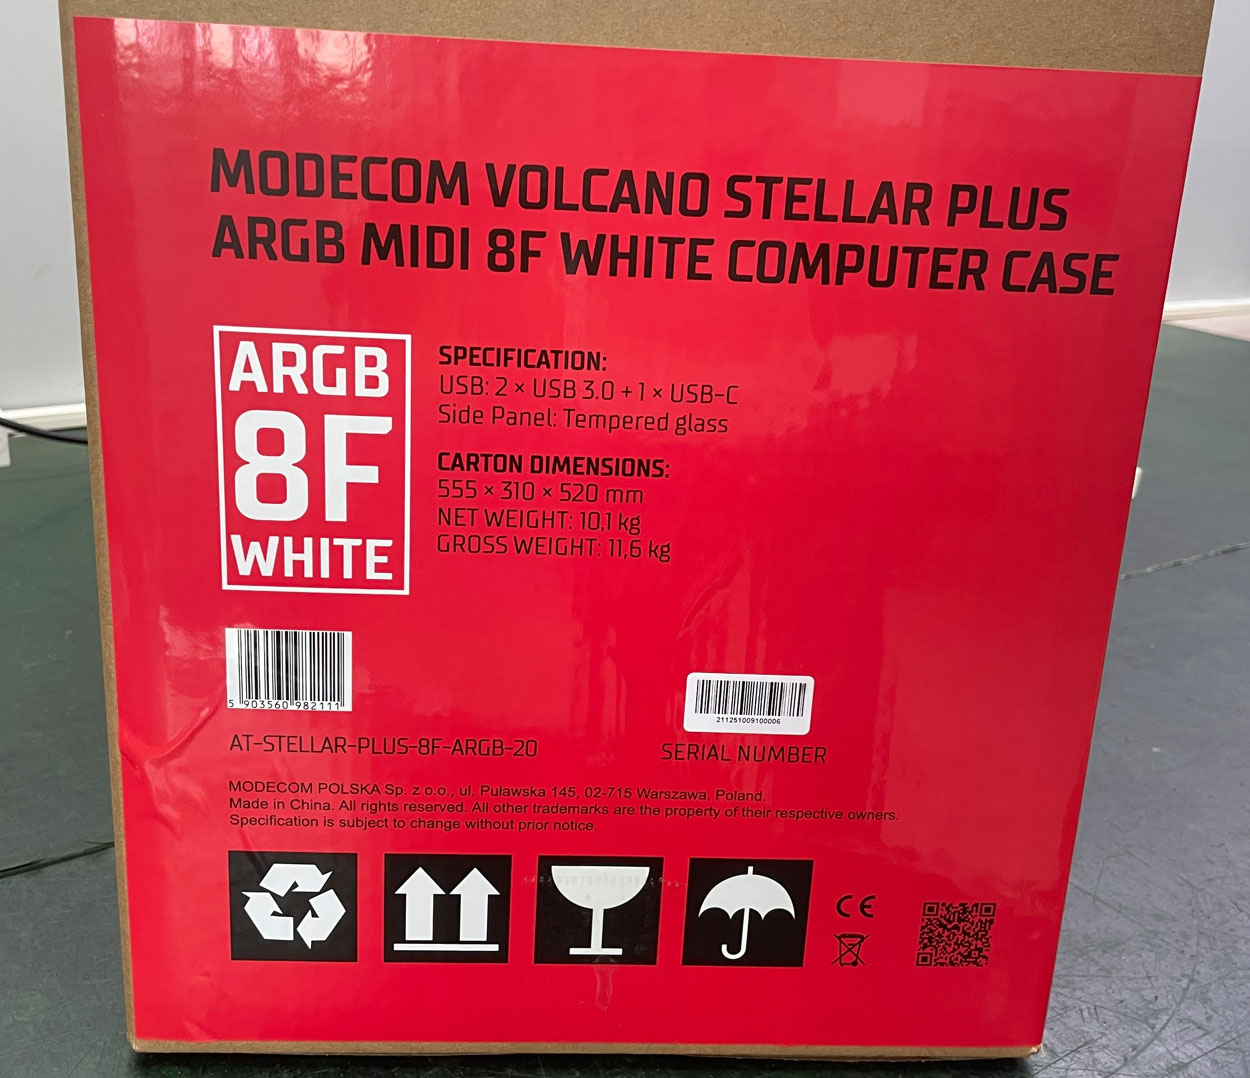 MODECOM VOLCANO STELLAR PLUS
ARGB MIDI 8F WHITE COMPUTER CASE
ARGB
8F
WHITE
SPECIFICATION:
USB: 2 × USB 3.0 + 1 × USB-C
Side Panel: Tempered glass
CARTON DIMENSIONS:
555 × 310 × 520 mm
NET WEIGHT: 10,1 kg
GROSS WEIGHT: 11,6 kg
5 903560 982111
211251009100006
AT-STELLAR-PLUS-8F-ARGB-20
SERIAL NUMBER
MODECOM POLSKA Sp. z o.o., ul. Puławska 145, 02-715 Warszawa, Poland.
Made in China. All rights reserved. All other trademarks are the property of their respective owners.
Specification is subject to change without prior notice.
CE